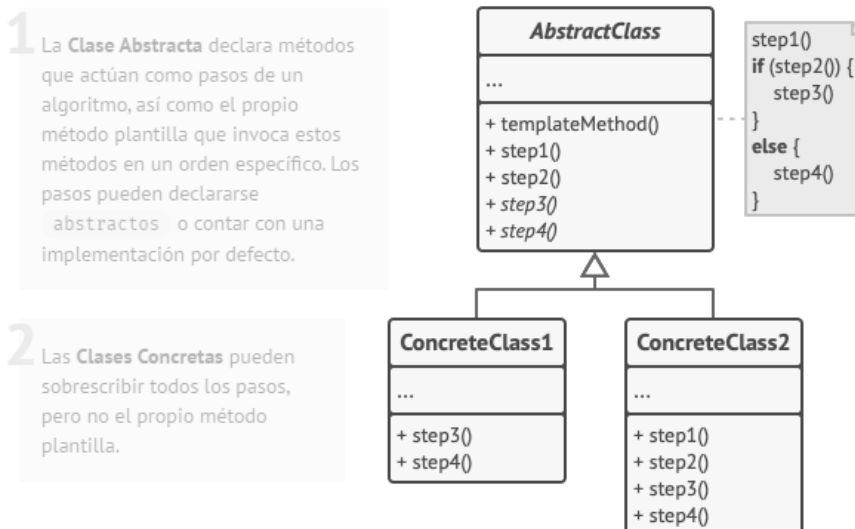 1
La Clase Abstracta declara métodos
que actúan como pasos de un
algoritmo, así como el propio
método plantilla que invoca estos
métodos en un orden específico. Los
pasos pueden declararse
abstractos o contar con una
implementación por defecto.
2
Las Clases Concretas pueden
sobrescribir todos los pasos,
pero no el propio método
plantilla.
AbstractClass
...
+ templateMethod()
+ step1()
+ step2()
+ step3()
+ step4()
step1()
if (step2()) {
step3()
}
else {
step4()
}
ConcreteClass1
...
+ step3()
+ step4()
ConcreteClass2
...
+ step1()
+ step2()
+ step3()
+ step4()